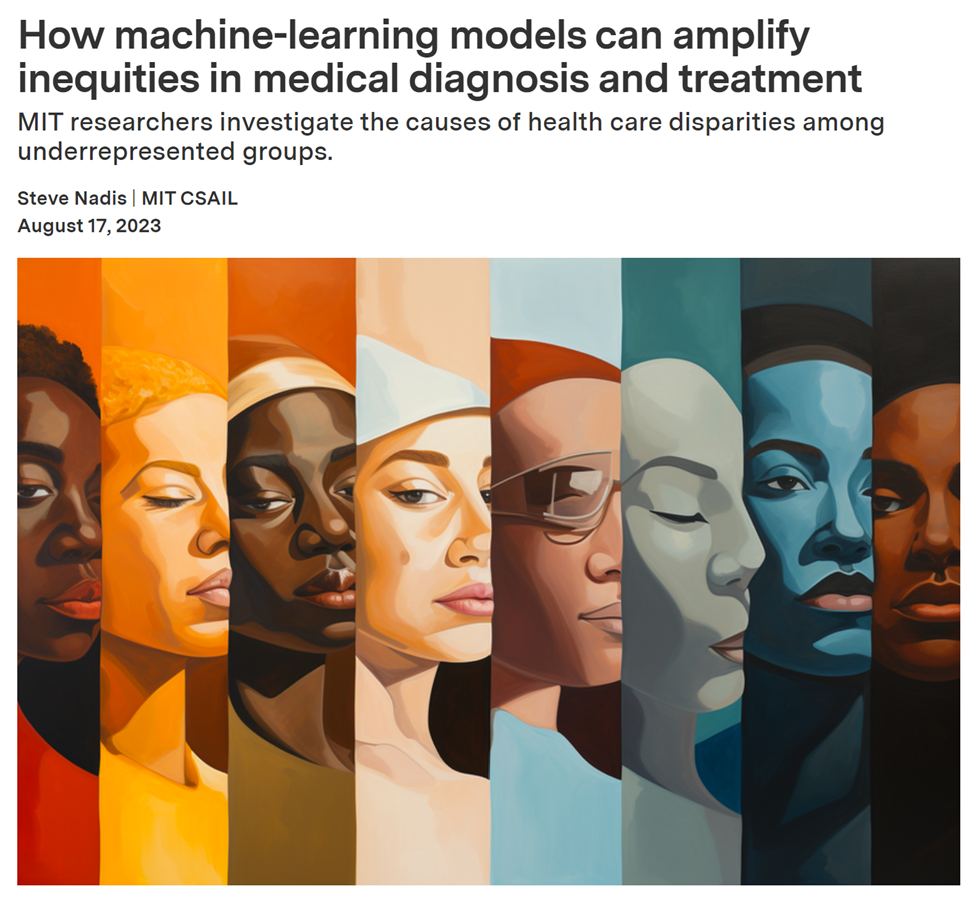 How machine-learning models can amplify
inequities in medical diagnosis and treatment
MIT researchers investigate the causes of health care disparities among
underrepresented groups.
Steve Nadis | MIT CSAIL
August 17, 2023